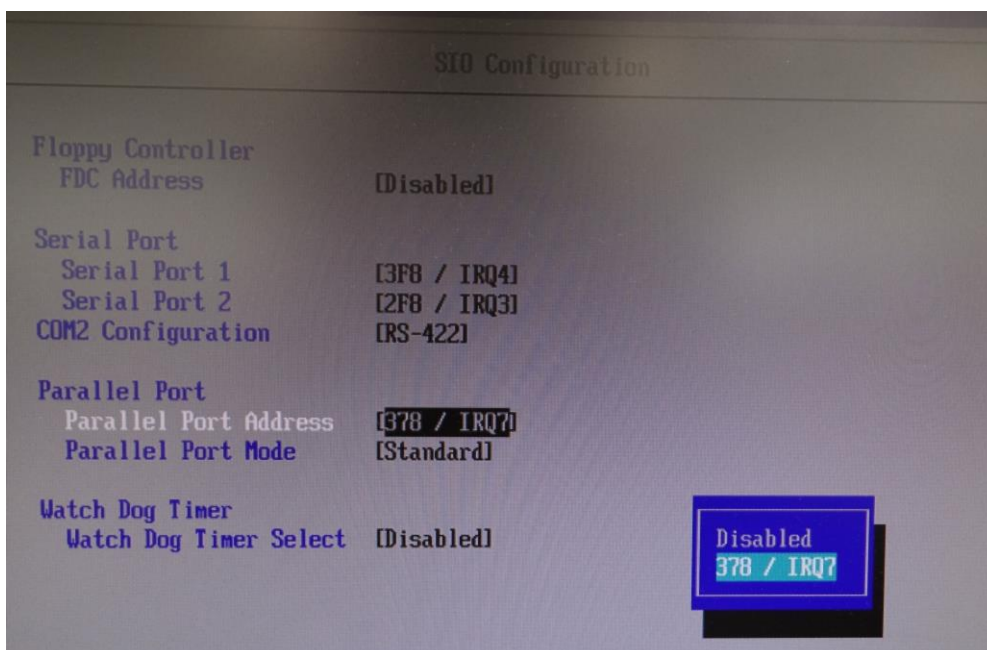 SIO Configuration
Floppy Controller
FDC Address [Disabled]
Serial Port
Serial Port 1 [3F8 / IRQ4]
Serial Port 2 [2F8 / IRQ3]
COM2 Configuration [RS-422]
Parallel Port
Parallel Port Address [378 / IRQ7]
Parallel Port Mode [Standard]
Watch Dog Timer
Watch Dog Timer Select [Disabled]
Disabled
378 / IRQ7